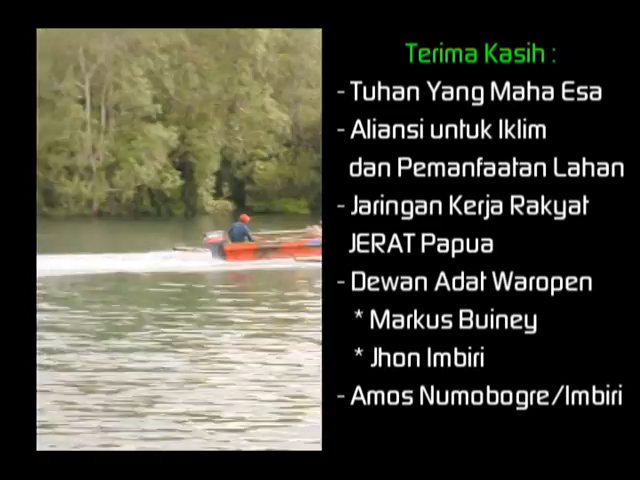 Terima Kasih :
- Tuhan Yang Maha Esa
- Aliansi untuk Iklim
dan Pemanfaatan Lahan
- Jaringan Kerja Rakyat
JERAT Papua
- Dewan Adat Waropen
* Markus Buiney
* Jhon Imbiri
- Amos Numobogre/Imbiri